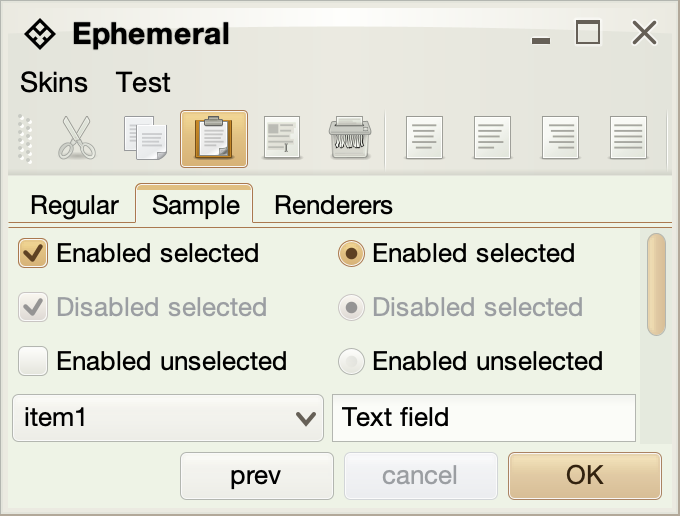 Ephemeral
Skins Test
Regular Sample Renderers
Enabled selected Enabled selected
Disabled selected Disabled selected
Enabled unselected Enabled unselected
item1 Text field
prev cancel OK